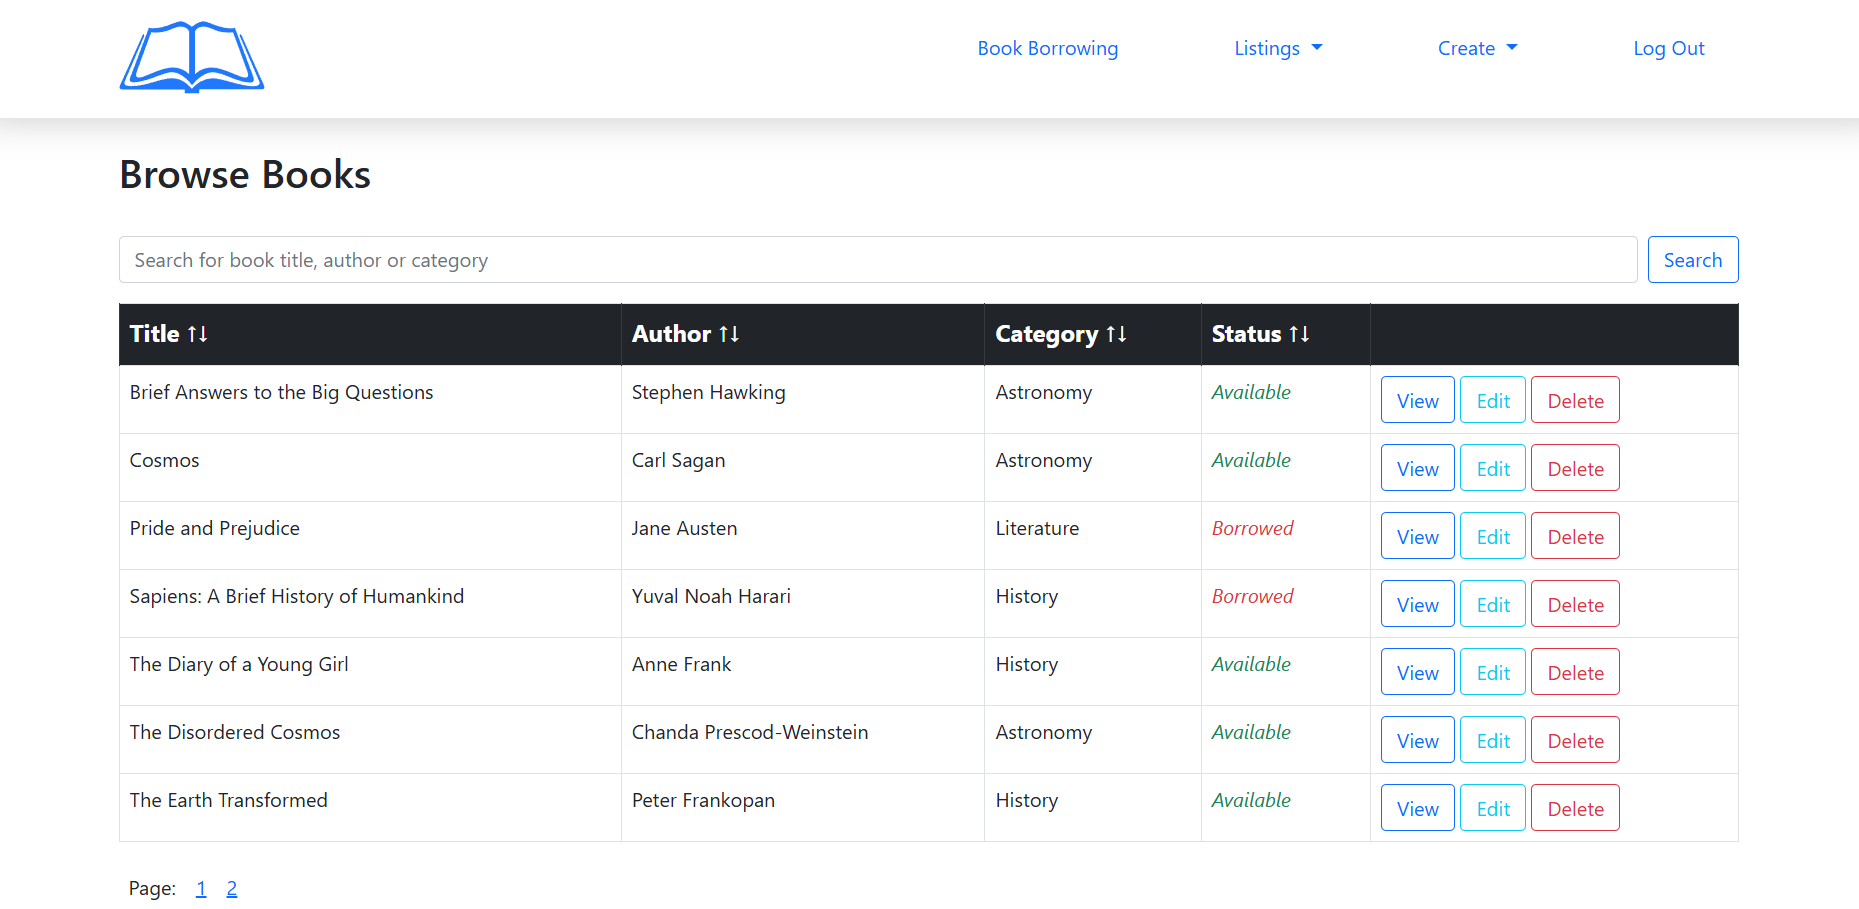 Book Borrowing Listings Create Log Out
Browse Books
Search for book title, author or category Search
Title ↑↓ Author ↑↓ Category ↑↓ Status ↑↓
Brief Answers to the Big Questions Stephen Hawking Astronomy Available View Edit Delete
Cosmos Carl Sagan Astronomy Available View Edit Delete
Pride and Prejudice Jane Austen Literature Borrowed View Edit Delete
Sapiens: A Brief History of Humankind Yuval Noah Harari History Borrowed View Edit Delete
The Diary of a Young Girl Anne Frank History Available View Edit Delete
The Disordered Cosmos Chanda Prescod-Weinstein Astronomy Available View Edit Delete
The Earth Transformed Peter Frankopan History Available View Edit Delete
Page: 1 2